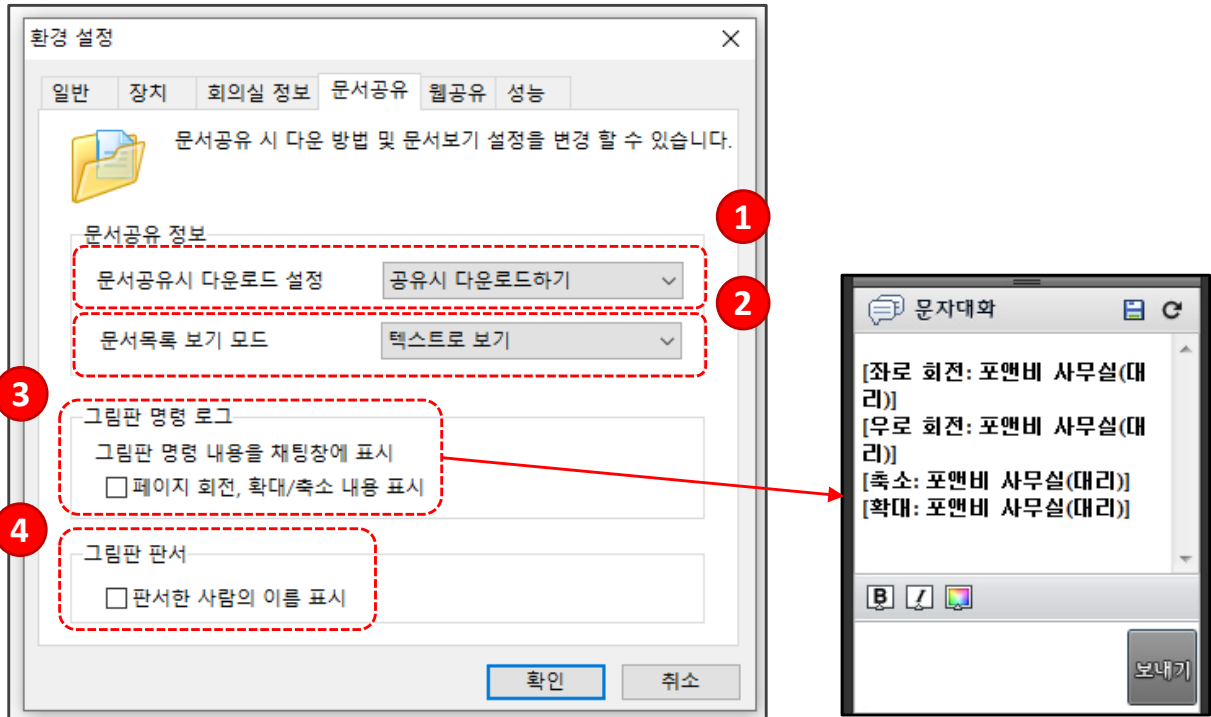 환경 설정
일반 장치 회의실 정보 문서공유 웹공유 성능
문서공유 시 다운 방법 및 문서보기 설정을 변경 할 수 있습니다.
1
문서공유 정보
문서공유시 다운로드 설정 공유시 다운로드하기
2
문서목록 보기 모드 텍스트로 보기
3
그림판 명령 로그
그림판 명령 내용을 채팅창에 표시
페이지 회전, 확대/축소 내용 표시
4
그림판 판서
판서한 사람의 이름 표시
확인 취소
문자대화
[좌로 회전: 포앤비 사무실(대
리)]
[우로 회전: 포앤비 사무실(대
리)]
[축소: 포앤비 사무실(대리)]
[확대: 포앤비 사무실(대리)]
B I
보내기